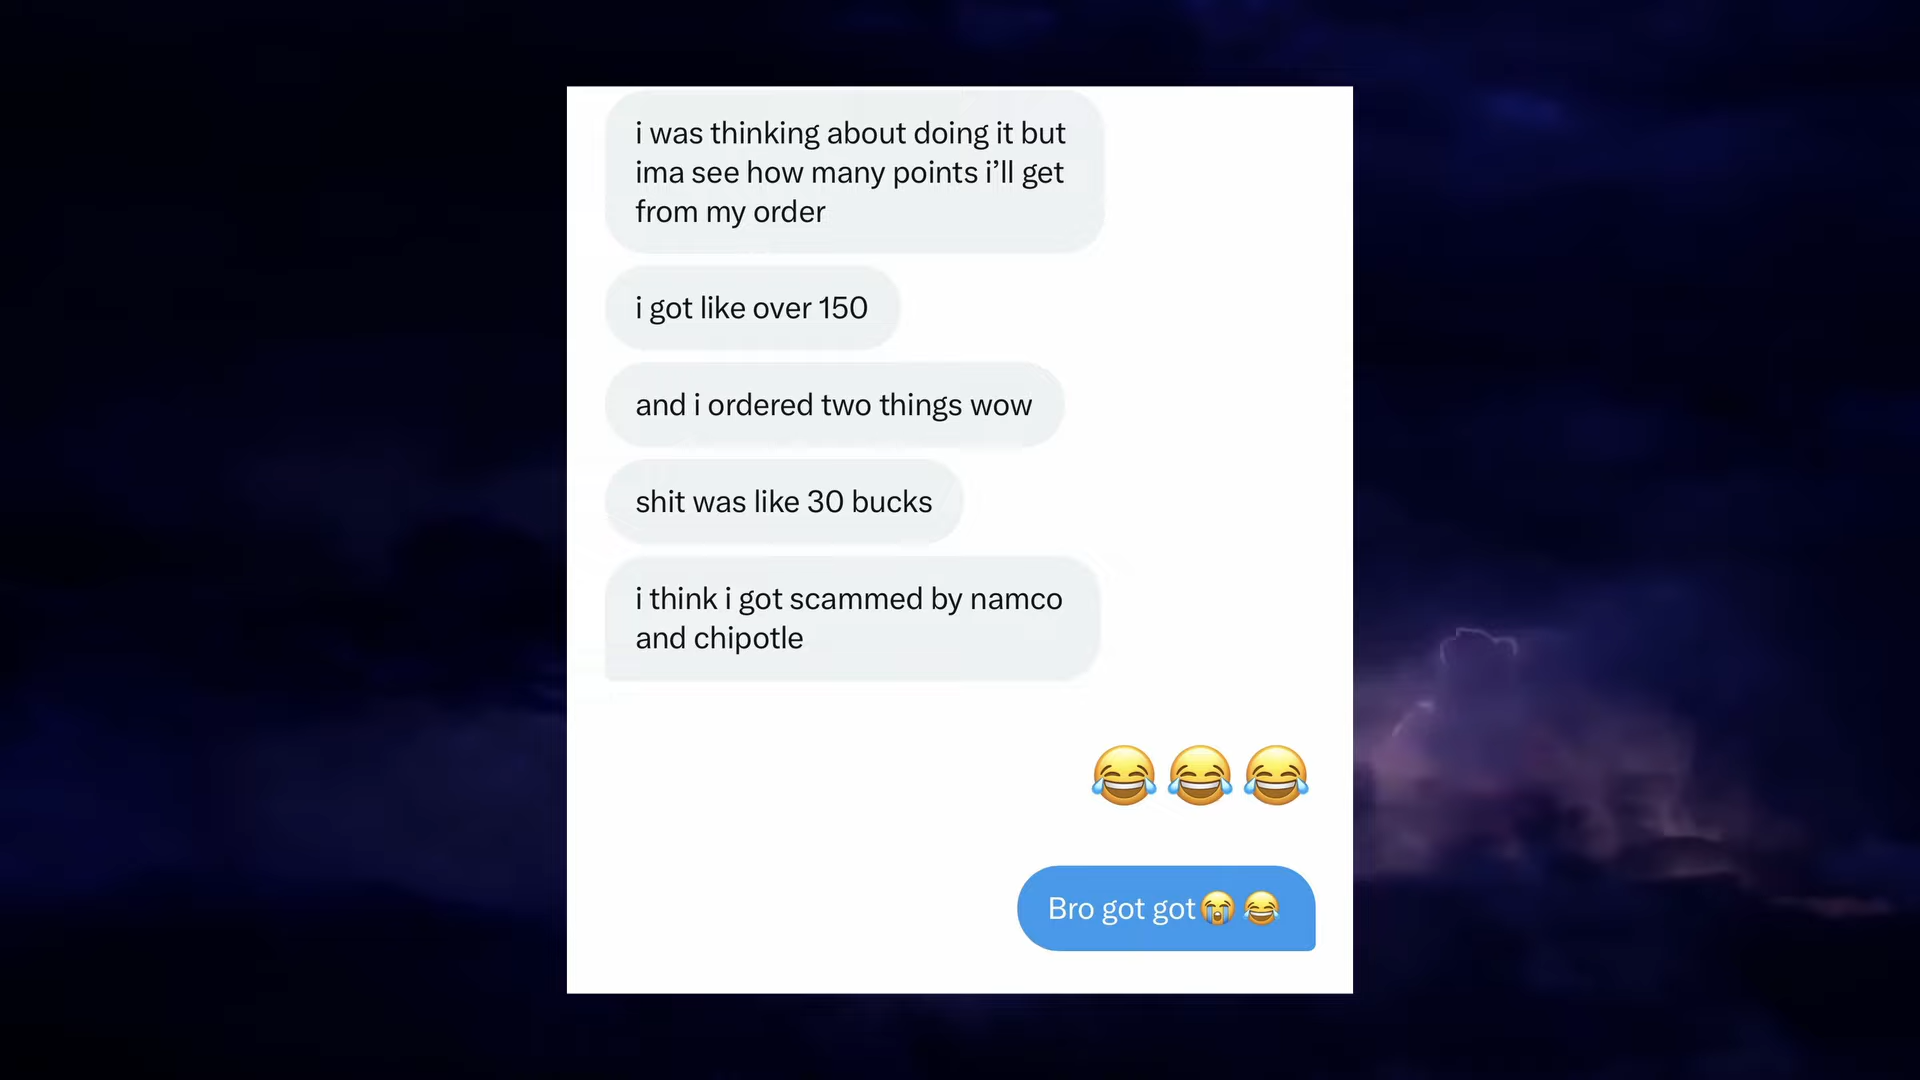 i was thinking about doing it but
ima see how many points i’ll get
from my order
i got like over 150
and i ordered two things wow
shit was like 30 bucks
i think i got scammed by namco
and chipotle
😂😂😂
Bro got got😭😂